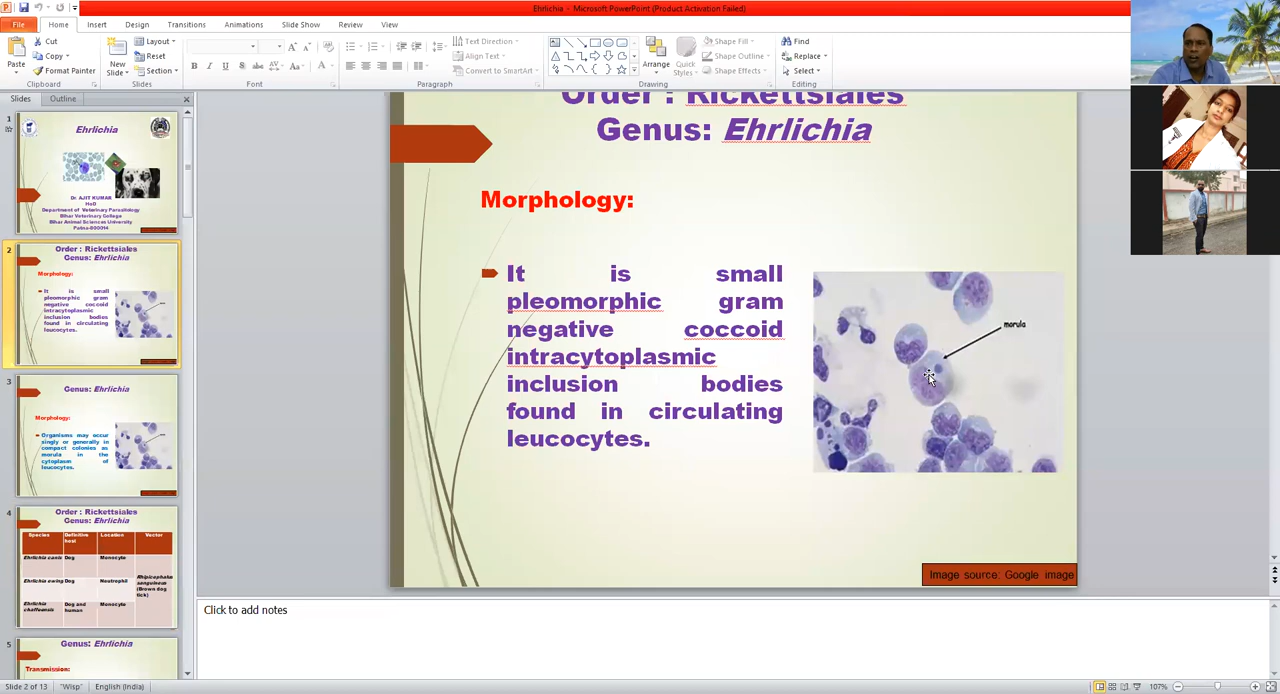 Ehrlichia - Microsoft PowerPoint (Product Activation Failed)
File Home Insert Design Transitions Animations Slide Show Review View
Cut
Copy
Format Painter
Paste
Clipboard
New
Slide
Layout
Reset
Section
Slides
Font
Paragraph
Text Direction
Align Text
Convert to SmartArt
Arrange
Quick
Styles
Shape Fill
Shape Outline
Shape Effects
Drawing
Find
Replace
Select
Editing
Slides Outline
1
Ehrlichia
Dr. AJIT KUMAR
HoD
Department of Veterinary Parasitology
Bihar Veterinary College
Bihar Animal Sciences University
Patna-800014
2
Order : Rickettsiales
Genus: Ehrlichia
Morphology:
It is small
pleomorphic gram
negative coccoid
intracytoplasmic
inclusion bodies
found in circulating
leucocytes.
3
Genus: Ehrlichia
Morphology:
Organisms may occur
singly or generally in
compact colonies as
morula in the
cytoplasm of
leucocytes.
4
Order : Rickettsiales
Genus: Ehrlichia
Species Definitive host Location Vector
Ehrlichia canis Dog Monocyte
Ehrlichia ewing Dog Neutrophil
Ehrlichia chaffeensis Dog and human Monocyte
Rhipicephalus sanguineus (Brown dog tick)
5
Genus: Ehrlichia
Transmission:
Order : Rickettsiales
Genus: Ehrlichia
Morphology:
It is small
pleomorphic gram
negative coccoid
intracytoplasmic
inclusion bodies
found in circulating
leucocytes.
morula
Image source: Google image
Click to add notes
Slide 2 of 13 "Wisp" English (India) 107%